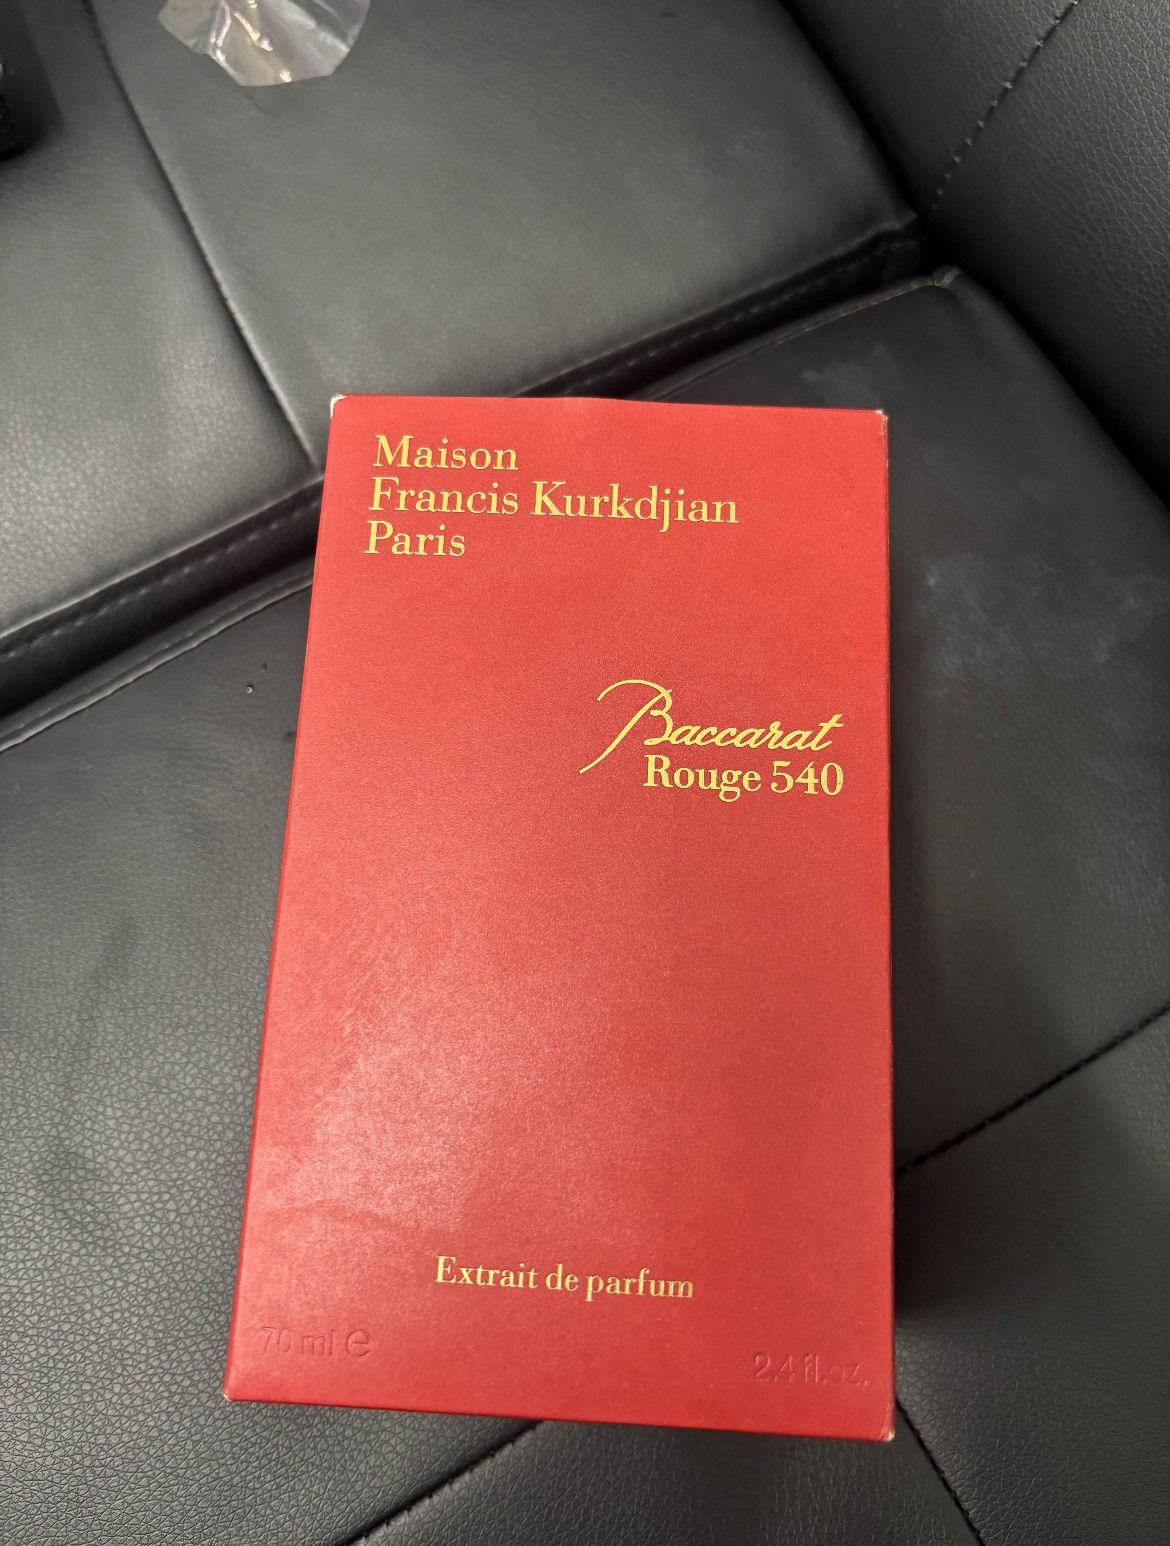 Maison
Francis Kurkdjian
Paris
Baccarat
Rouge 540
Extrait de parfum
70 ml ℮
2.4 fl.oz.